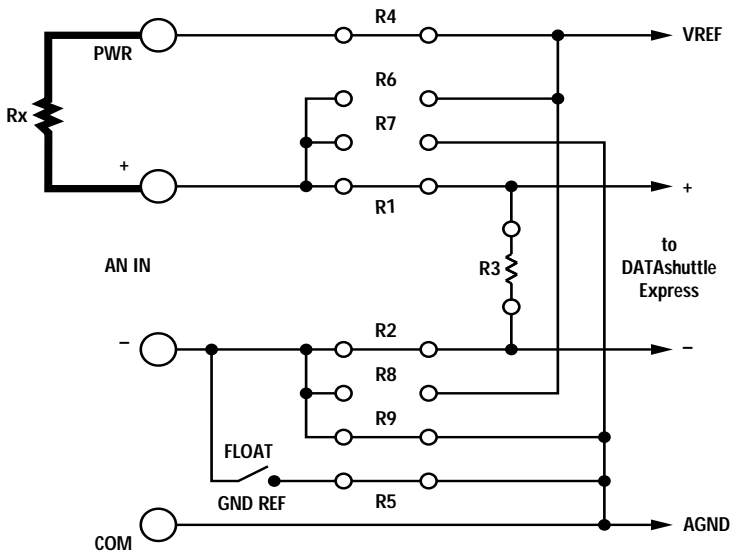 R4
VREF
PWR
R6
Rx
R7
+
+
R1
to
DATAshuttle
Express
AN IN
R3
–
R2
–
R8
R9
FLOAT
GND REF
R5
AGND
COM